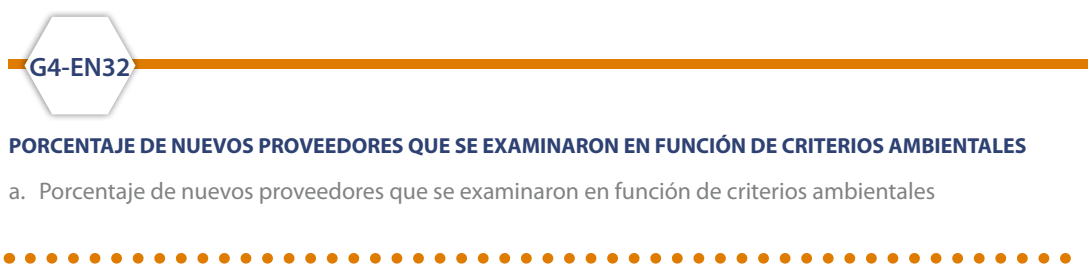 G4-EN32
PORCENTAJE DE NUEVOS PROVEEDORES QUE SE EXAMINARON EN FUNCIÓN DE CRITERIOS AMBIENTALES
a. Porcentaje de nuevos proveedores que se examinaron en función de criterios ambientales